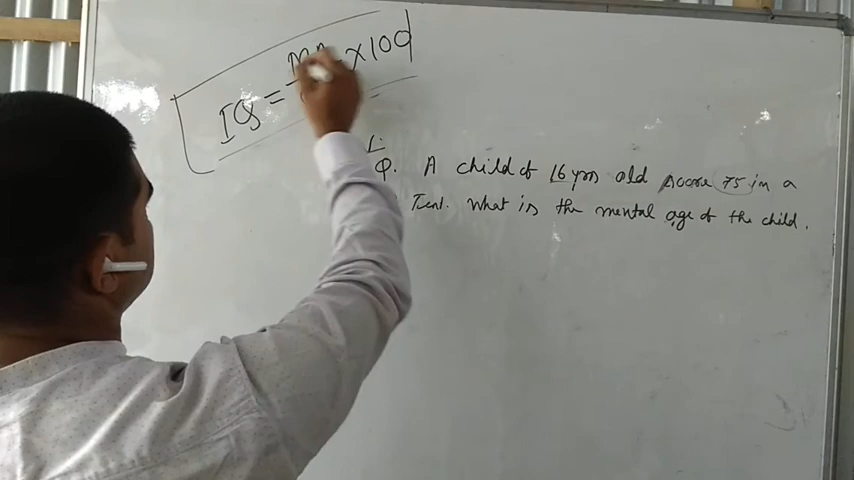 IQ = MA x 100
L:
Q. A child of 16 yrs old score 75 in a
Test. What is the mental age of the child.